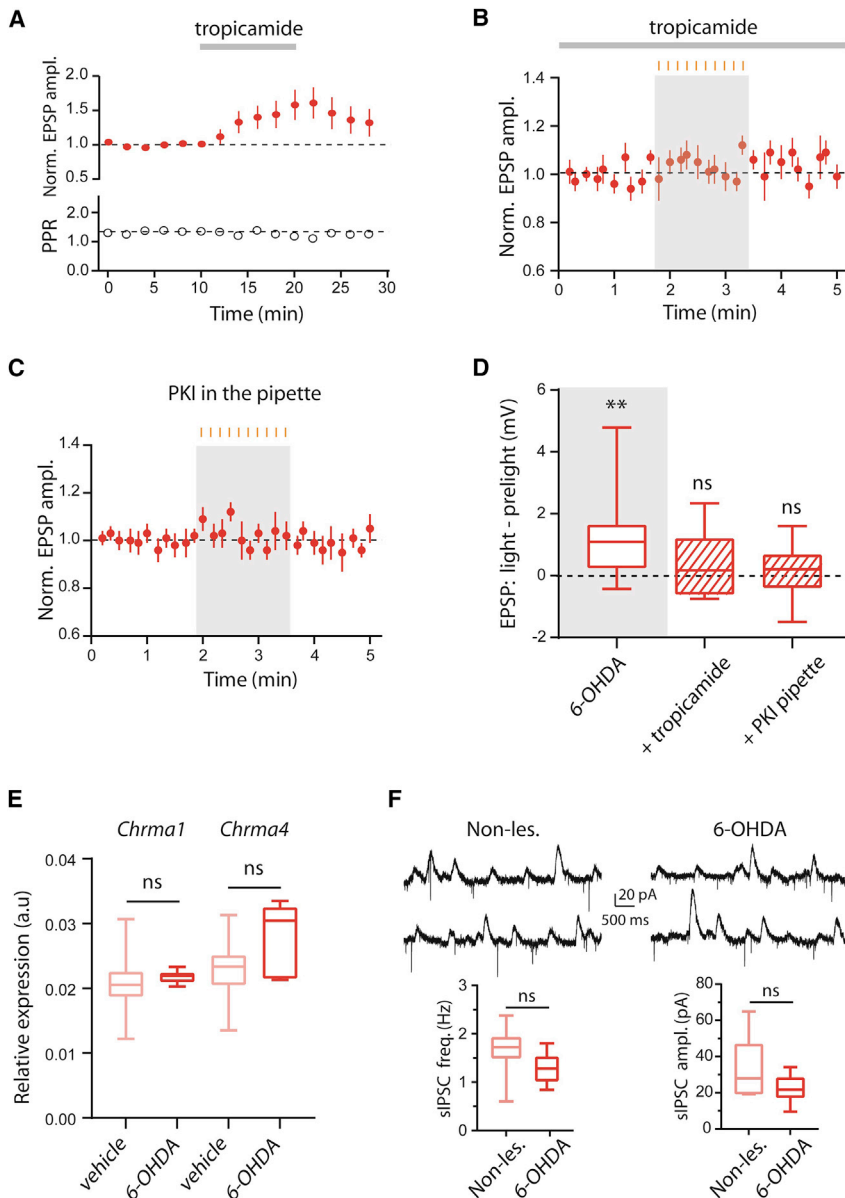 A
tropicamide
Norm. EPSP ampl.
2.0
1.5
1.0
0.5
PPR
2.0
1.0
0.0
0 5 10 15 20 25 30
Time (min)
B
tropicamide
Norm. EPSP ampl.
1.4
1.2
1.0
0.8
0.6
0 1 2 3 4 5
Time (min)
C
PKI in the pipette
Norm. EPSP ampl.
1.4
1.2
1.0
0.8
0.6
0 1 2 3 4 5
Time (min)
D
EPSP: light - prelight (mV)
6
4
2
0
-2
**
ns
ns
6-OHDA
+ tropicamide
+ PKI pipette
E
Chrma1 Chrma4
ns ns
Relative expression (a.u)
0.04
0.03
0.02
0.01
0.00
vehicle
6-OHDA
vehicle
6-OHDA
F
Non-les. 6-OHDA
20 pA
500 ms
sIPSC freq.(Hz)
3
2
1
0
ns
Non-les.
6-OHDA
sIPSC ampl.(pA)
80
60
40
20
0
ns
Non-les.
6-OHDA